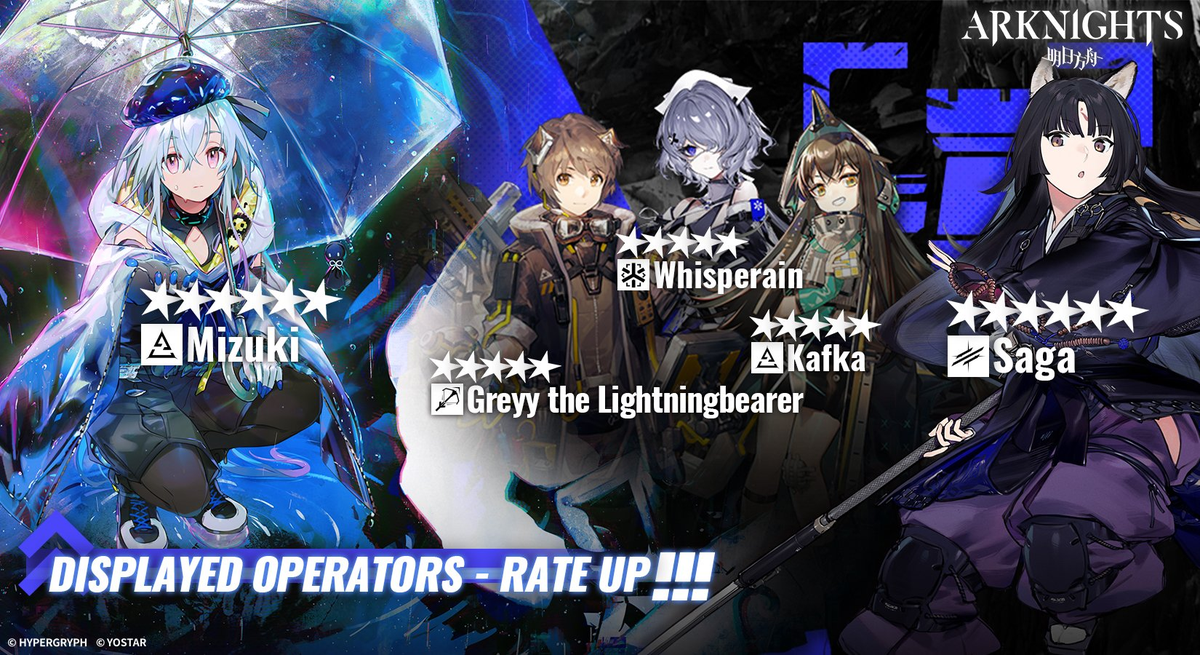 ARKNIGHTS
明日方舟
Mizuki
Whisperain
Kafka
Saga
Greyy the Lightningbearer
DISPLAYED OPERATORS - RATE UP!!!
© HYPERGRYPH © YOSTAR